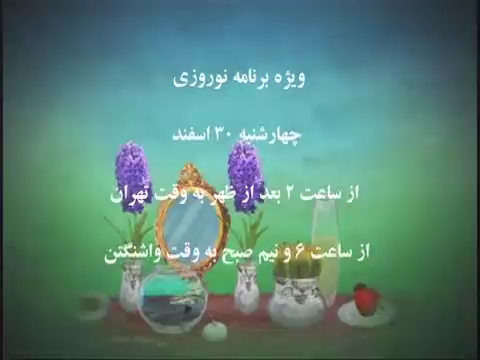 ویژه برنامه نوروزی
چهارشنبه ۳۰ اسفند
از ساعت ۲ بعد از ظهر به وقت تهران
از ساعت ۶ و نیم صبح به وقت واشنگتن